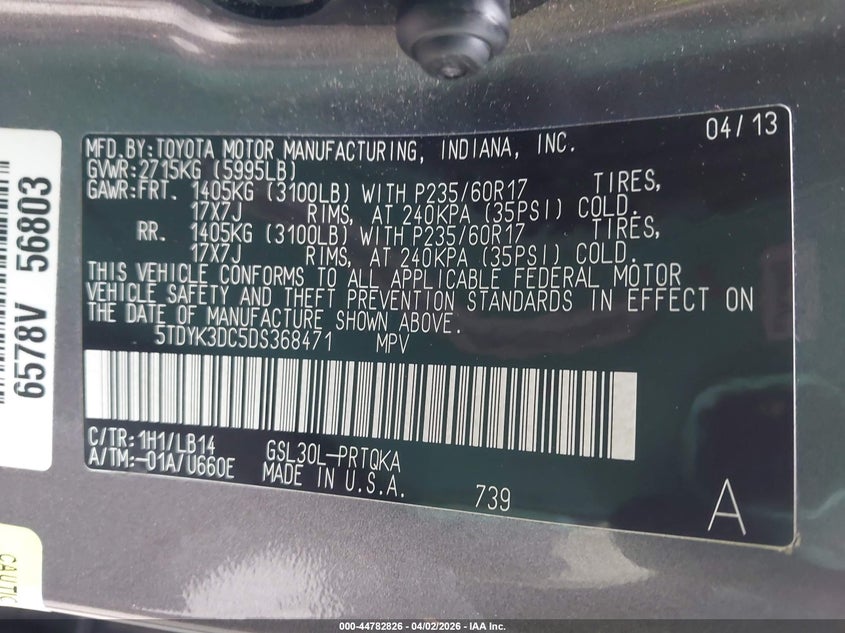 04/13
MFD.BY:TOYOTA MOTOR MANUFACTURING, INDIANA, INC.
GVWR:2715KG (5995LB)
GAWR:FRT. 1405KG (3100LB) WITH P235/60R17 TIRES,
17X7J RIMS, AT 240KPA (35PSI) COLD.
RR. 1405KG (3100LB) WITH P235/60R17 TIRES,
17X7J RIMS, AT 240KPA (35PSI) COLD.
THIS VEHICLE CONFORMS TO ALL APPLICABLE FEDERAL MOTOR
VEHICLE SAFETY AND THEFT PREVENTION STANDARDS IN EFFECT ON
THE DATE OF MANUFACTURE SHOWN ABOVE.
5TDYK3DC5DS368471 MPV
C/TR:1H1/LB14 GSL30L-PRTQKA
A/TM:-01A/U660E MADE IN U.S.A.
739
A
6578V 56803
CAUTI
000-44782826 - 04/02/2026 - IAA Inc.